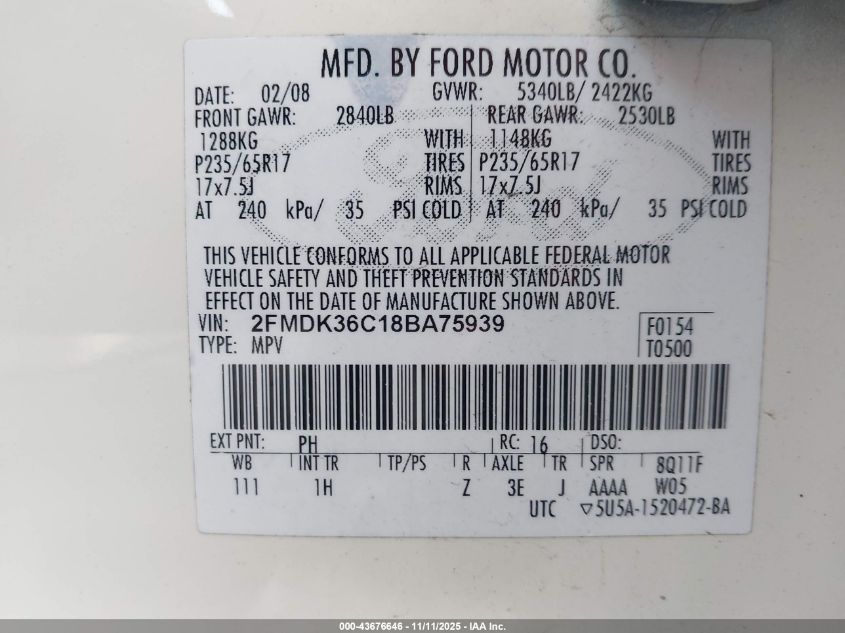 MFD. BY FORD MOTOR CO.
DATE: 02/08 GVWR: 5340LB/ 2422KG
FRONT GAWR: 2840LB REAR GAWR: 2530LB
1288KG WITH 1148KG WITH
P235/65R17 TIRES P235/65R17 TIRES
17x7.5J RIMS 17x7.5J RIMS
AT 240 kPa/ 35 PSI COLD AT 240 kPa/ 35 PSI COLD
Ford
THIS VEHICLE CONFORMS TO ALL APPLICABLE FEDERAL MOTOR
VEHICLE SAFETY AND THEFT PREVENTION STANDARDS IN
EFFECT ON THE DATE OF MANUFACTURE SHOWN ABOVE.
VIN: 2FMDK36C18BA75939 F0154
TYPE: MPV T0500
EXT PNT: PH RC: 16 DSO:
WB INT TR TP/PS R AXLE TR SPR 8Q11F
111 1H Z 3E J AAAA W05
UTC ▽5U5A-1520472-BA
000-43676646 - 11/11/2025 - IAA Inc.